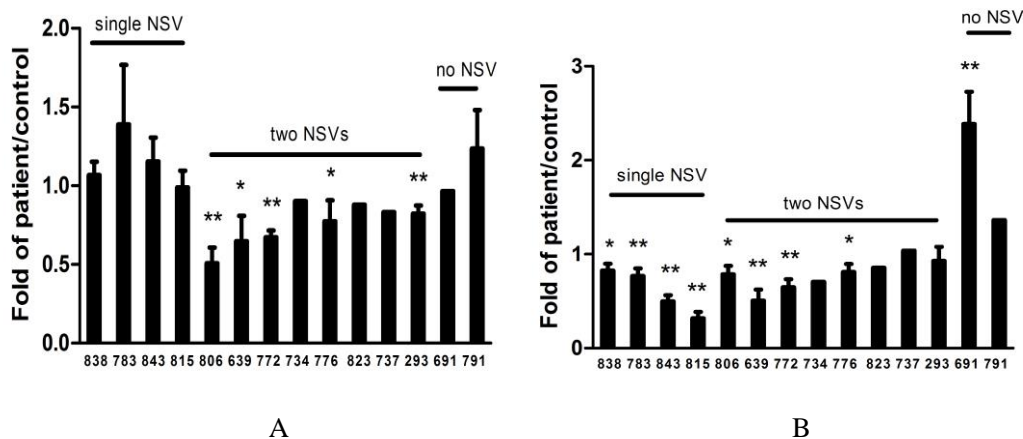 single NSV
no NSV
two NSVs
Fold of patient/control
2.0
1.5
1.0
0.5
0.0
**
*
**
*
**
838 783 843 815 806 639 772 734 776 823 737 293 691 791
A
no NSV
**
single NSV
two NSVs
Fold of patient/control
3
2
1
0
*
**
**
**
*
**
**
*
838 783 843 815 806 639 772 734 776 823 737 293 691 791
B